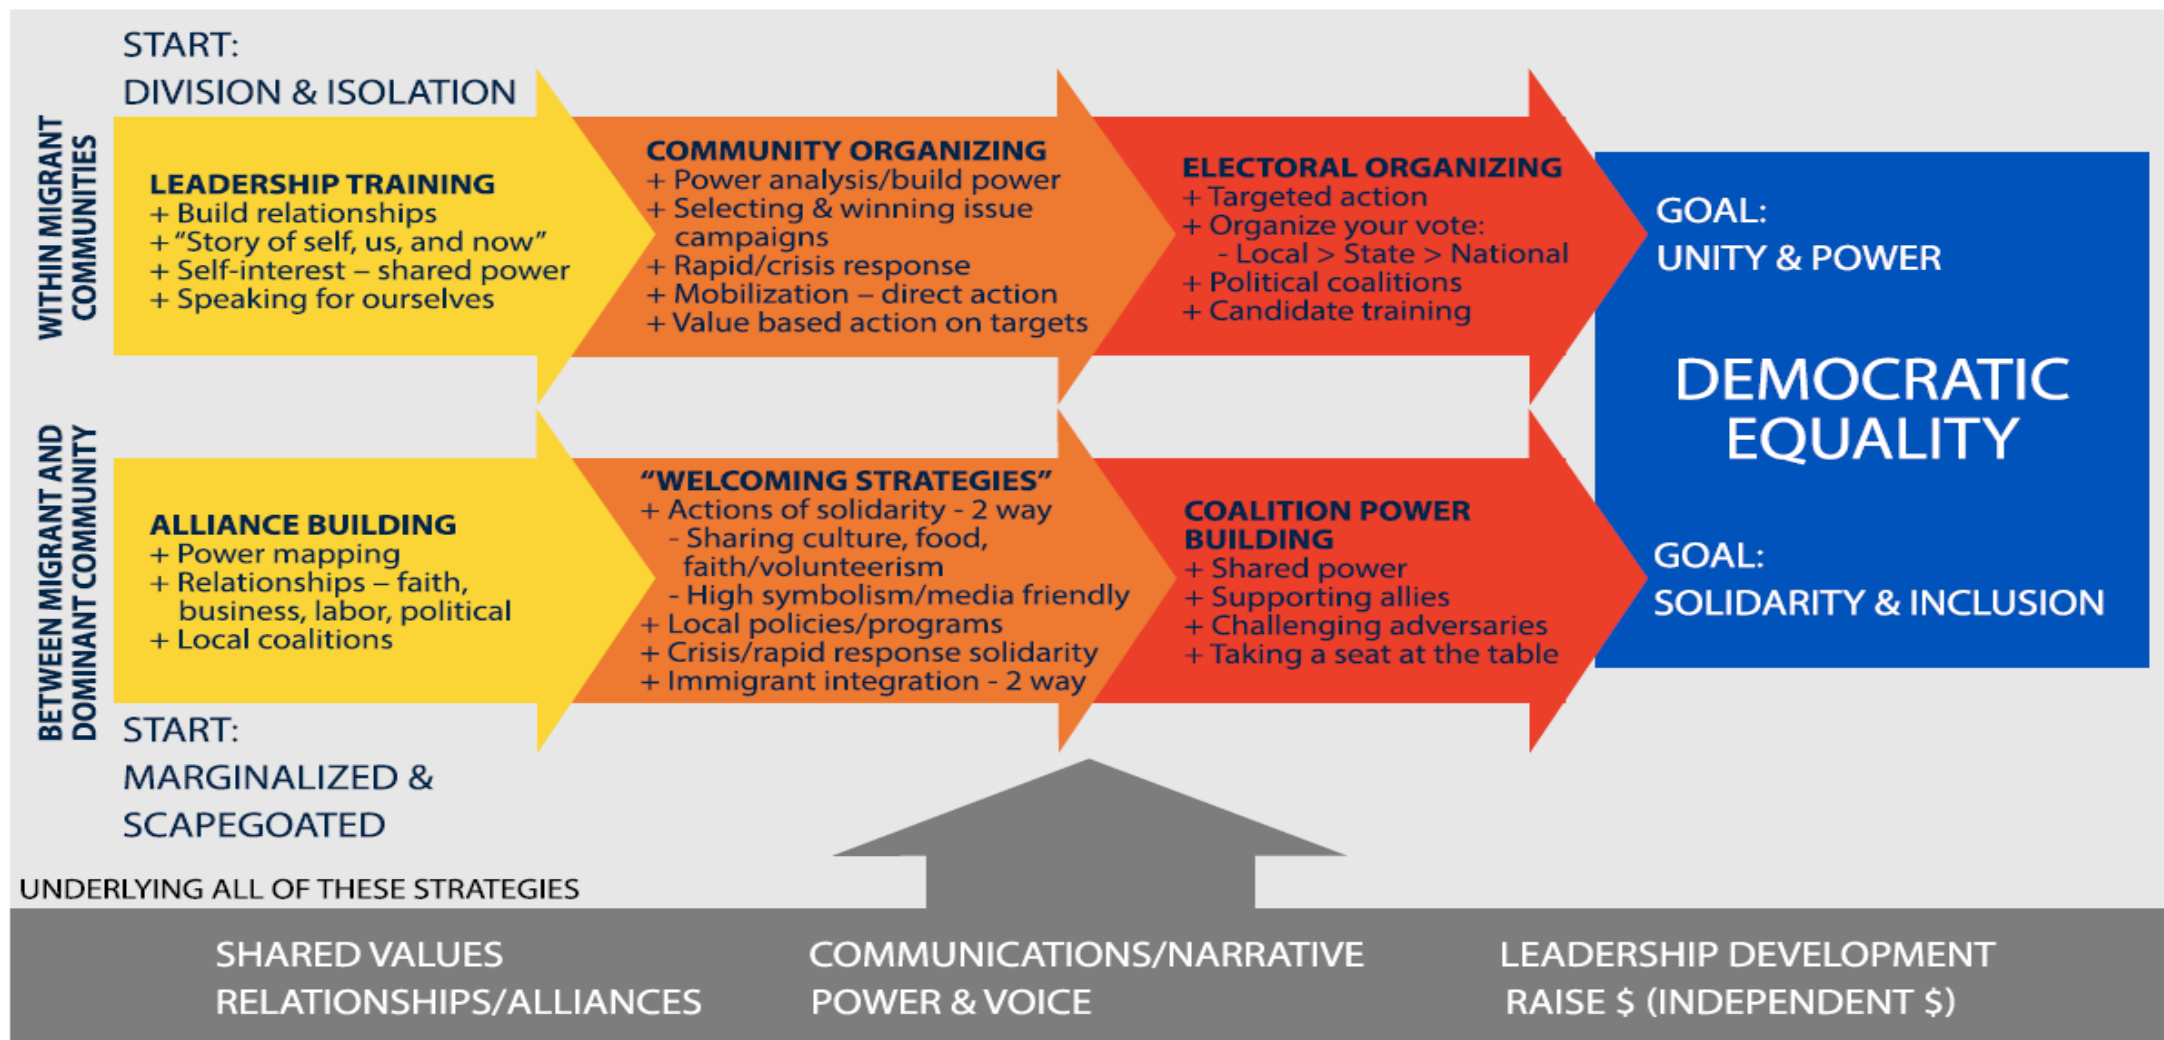 START:
DIVISION & ISOLATION
WITHIN MIGRANT
COMMUNITIES
LEADERSHIP TRAINING
+ Build relationships
+ "Story of self, us, and now"
+ Self-interest – shared power
+ Speaking for ourselves
COMMUNITY ORGANIZING
+ Power analysis/build power
+ Selecting & winning issue
campaigns
+ Rapid/crisis response
+ Mobilization – direct action
+ Value based action on targets
ELECTORAL ORGANIZING
+ Targeted action
+ Organize your vote:
- Local > State > National
+ Political coalitions
+ Candidate training
GOAL:
UNITY & POWER
DEMOCRATIC
EQUALITY
BETWEEN MIGRANT AND
DOMINANT COMMUNITY
ALLIANCE BUILDING
+ Power mapping
+ Relationships – faith,
business, labor, political
+ Local coalitions
"WELCOMING STRATEGIES"
+ Actions of solidarity - 2 way
- Sharing culture, food,
faith/volunteerism
- High symbolism/media friendly
+ Local policies/programs
+ Crisis/rapid response solidarity
+ Immigrant integration - 2 way
COALITION POWER
BUILDING
+ Shared power
+ Supporting allies
+ Challenging adversaries
+ Taking a seat at the table
GOAL:
SOLIDARITY & INCLUSION
START:
MARGINALIZED &
SCAPEGOATED
UNDERLYING ALL OF THESE STRATEGIES
SHARED VALUES
RELATIONSHIPS/ALLIANCES
COMMUNICATIONS/NARRATIVE
POWER & VOICE
LEADERSHIP DEVELOPMENT
RAISE $ (INDEPENDENT $)